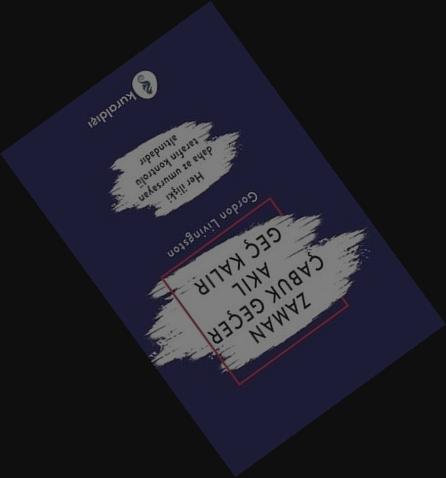 ZAMAN
ÇABUK GEÇER
AKIL
GEÇ KALIR
Gordon Livingston
Her ilişki
daha az umursayan
tarafın kontrolü
altındadır
kuraldışı